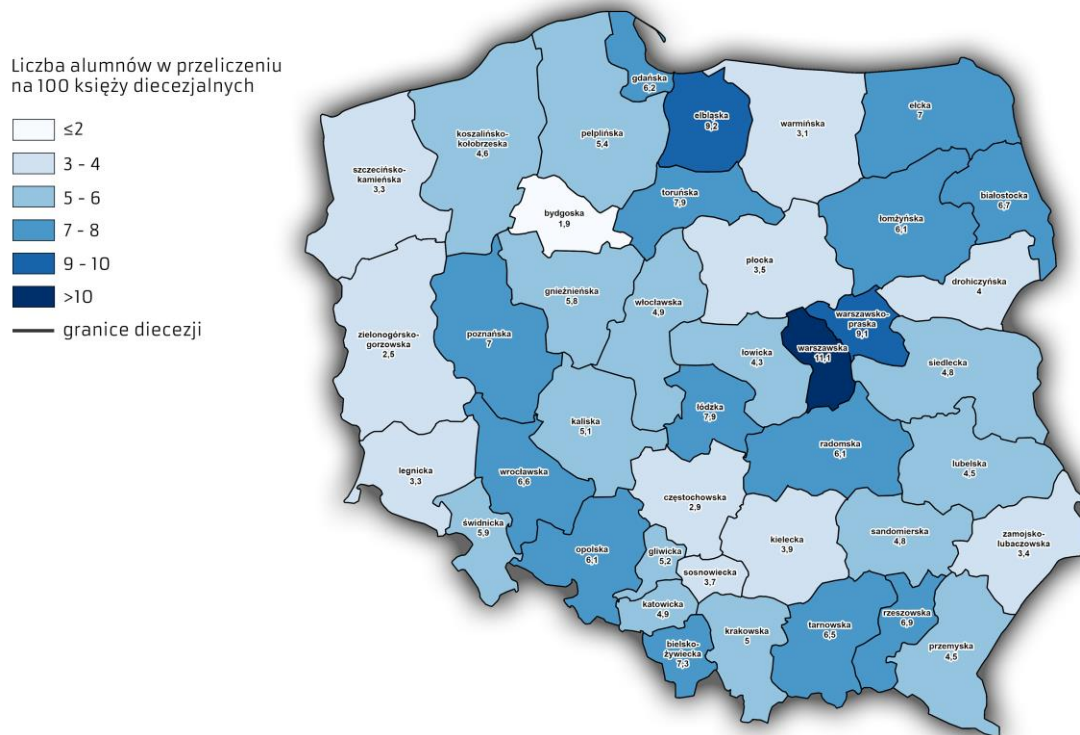 Liczba alumnów w przeliczeniu
na 100 księży diecezjalnych
≤2
3 - 4
5 - 6
7 - 8
9 - 10
>10
granice diecezji
gdańska
6,2
elbląska
9,2
warmińska
3,1
ełcka
7
koszalińsko-
kołobrzeska
4,6
pelplińska
5,4
szczecińsko-
kamieńska
3,3
bydgoska
1,9
toruńska
7,9
łomżyńska
6,1
białostocka
6,7
płocka
3,5
drohiczyńska
4
gnieźnieńska
5,8
włocławska
4,9
zielonogórsko-
gorzowska
2,5
poznańska
7
łowicka
4,3
warszawska
11,1
warszawsko-
praska
9,1
siedlecka
4,8
kaliska
5,1
łódzka
7,9
radomska
6,1
lubelska
4,5
legnicka
3,3
wrocławska
6,6
częstochowska
2,9
świdnicka
5,9
opolska
6,1
gliwicka
5,2
sosnowiecka
3,7
kielecka
3,9
sandomierska
4,8
zamojsko-
lubaczowska
3,4
katowicka
4,9
bielsko-
żywiecka
7,3
krakowska
5
tarnowska
6,5
rzeszowska
6,9
przemyska
4,5